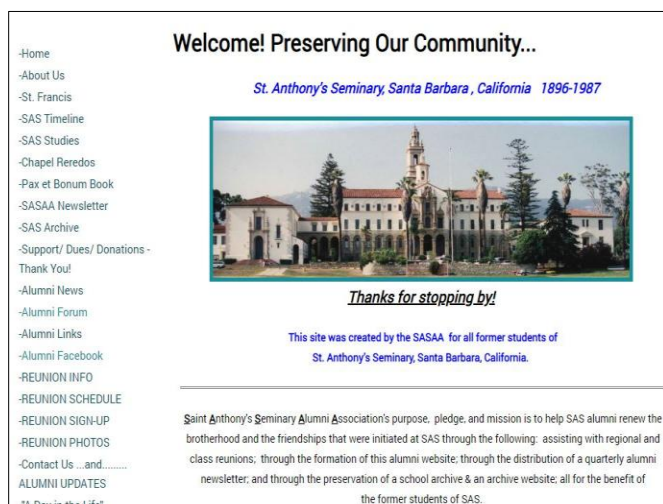 -Home
-About Us
-St. Francis
-SAS Timeline
-SAS Studies
-Chapel Reredos
-Pax et Bonum Book
-SASAA Newsletter
-SAS Archive
-Support/ Dues/ Donations -
Thank You!
-Alumni News
-Alumni Forum
-Alumni Links
-Alumni Facebook
-REUNION INFO
-REUNION SCHEDULE
-REUNION SIGN-UP
-REUNION PHOTOS
-Contact Us ...and.........
ALUMNI UPDATES
Welcome! Preserving Our Community...
St. Anthony's Seminary, Santa Barbara , California 1896-1987
Thanks for stopping by!
This site was created by the SASAA for all former students of
St. Anthony's Seminary, Santa Barbara, California.
Saint Anthony's Seminary Alumni Association's purpose, pledge, and mission is to help SAS alumni renew the
brotherhood and the friendships that were initiated at SAS through the following: assisting with regional and
class reunions; through the formation of this alumni website; through the distribution of a quarterly alumni
newsletter; and through the preservation of a school archive & an archive website; all for the benefit of
the former students of SAS.